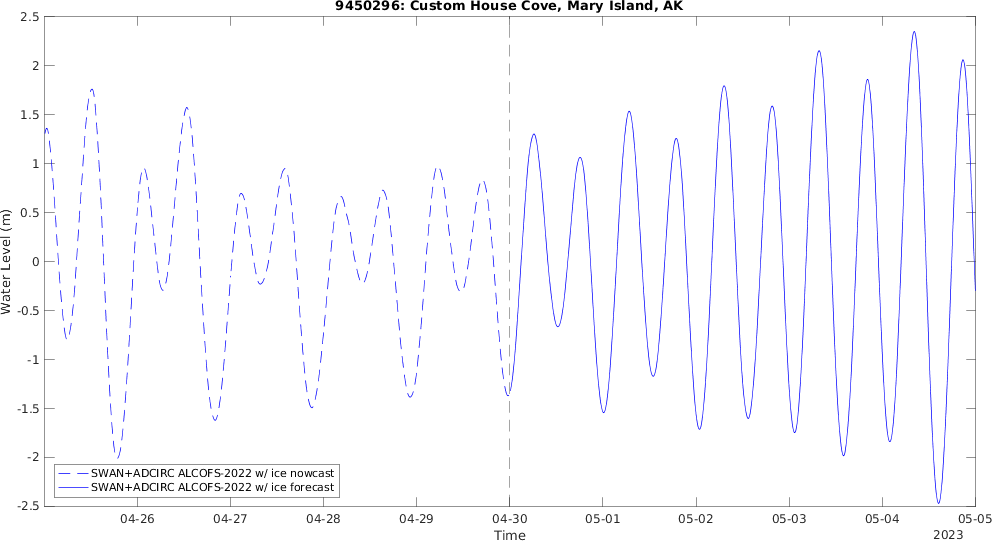 9450296: Custom House Cove, Mary Island, AK
2.5
2
1.5
1
0.5
0
-0.5
-1
-1.5
-2
-2.5
Water Level (m)
SWAN+ADCIRC ALCOFS-2022 w/ ice nowcast
SWAN+ADCIRC ALCOFS-2022 w/ ice forecast
04-26 04-27 04-28 04-29 04-30 05-01 05-02 05-03 05-04 05-05
Time
2023